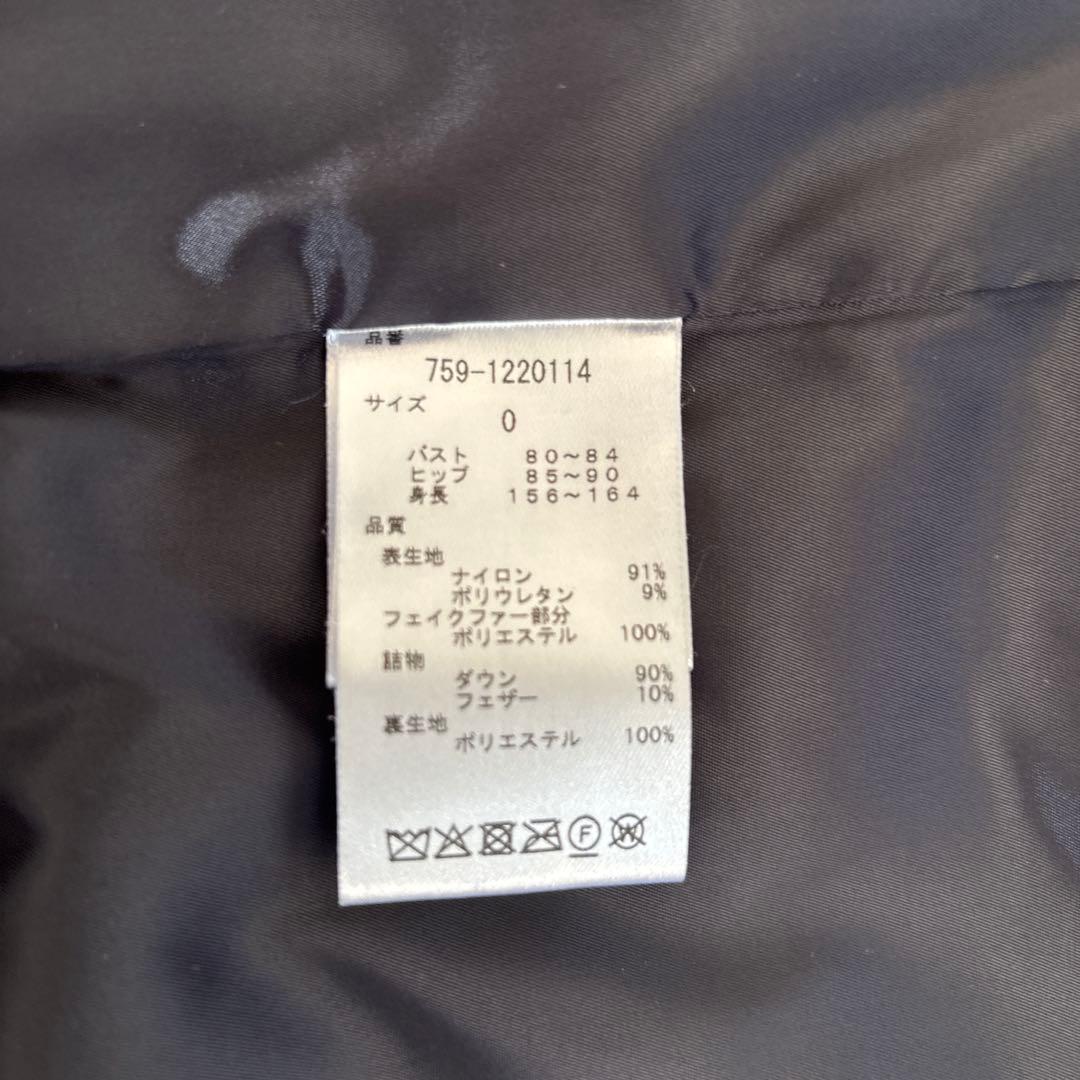 品番
759-1220114
サイズ
0
バスト 80～84
ヒップ 85～90
身長 156～164
品質
表生地
ナイロン 91%
ポリウレタン 9%
フェイクファー部分
ポリエステル 100%
詰物
ダウン 90%
フェザー 10%
裏生地
ポリエステル 100%
F W